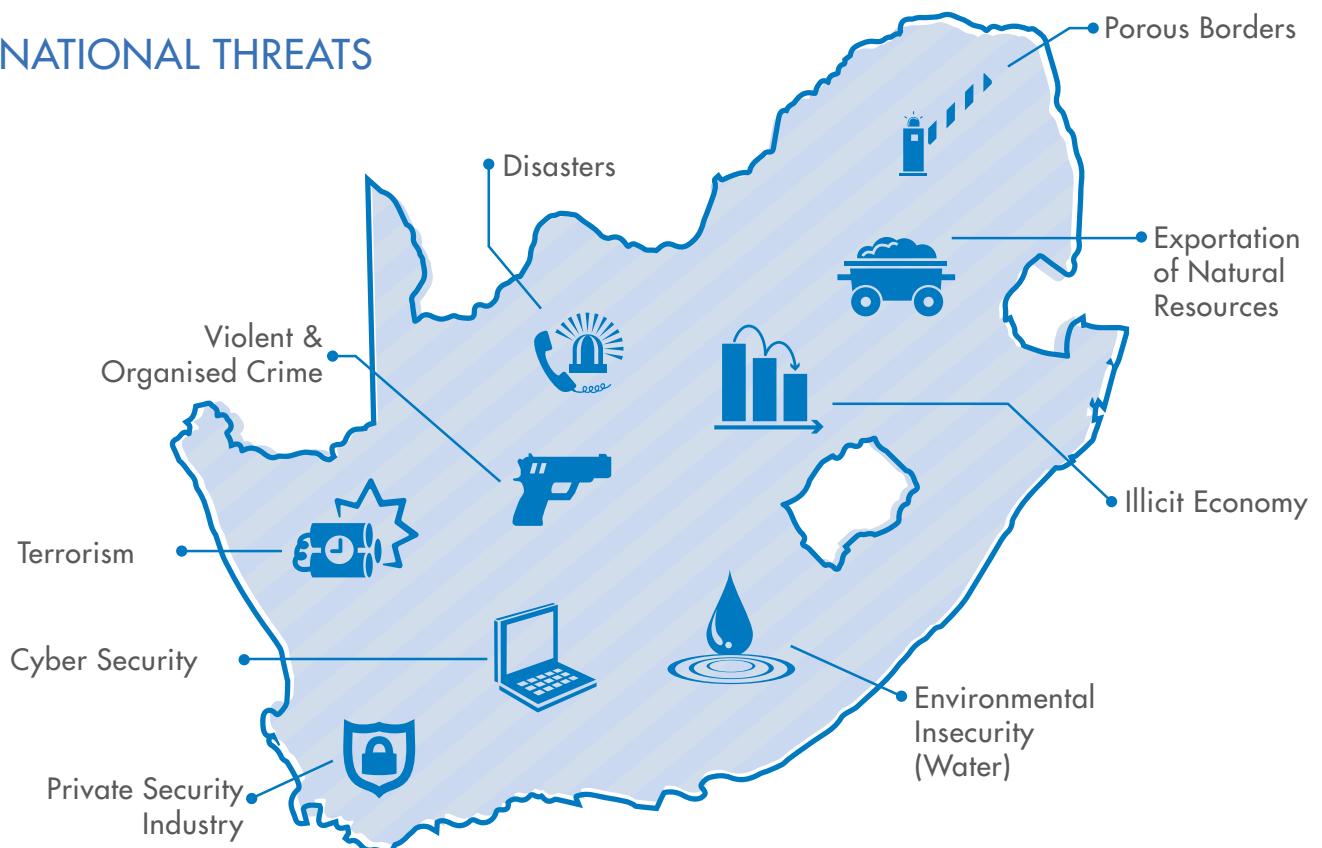 NATIONAL THREATS
Porous Borders
Disasters
Exportation
of Natural
Resources
Violent &
Organised Crime
Illicit Economy
Terrorism
Cyber Security
Environmental
Insecurity
(Water)
Private Security
Industry